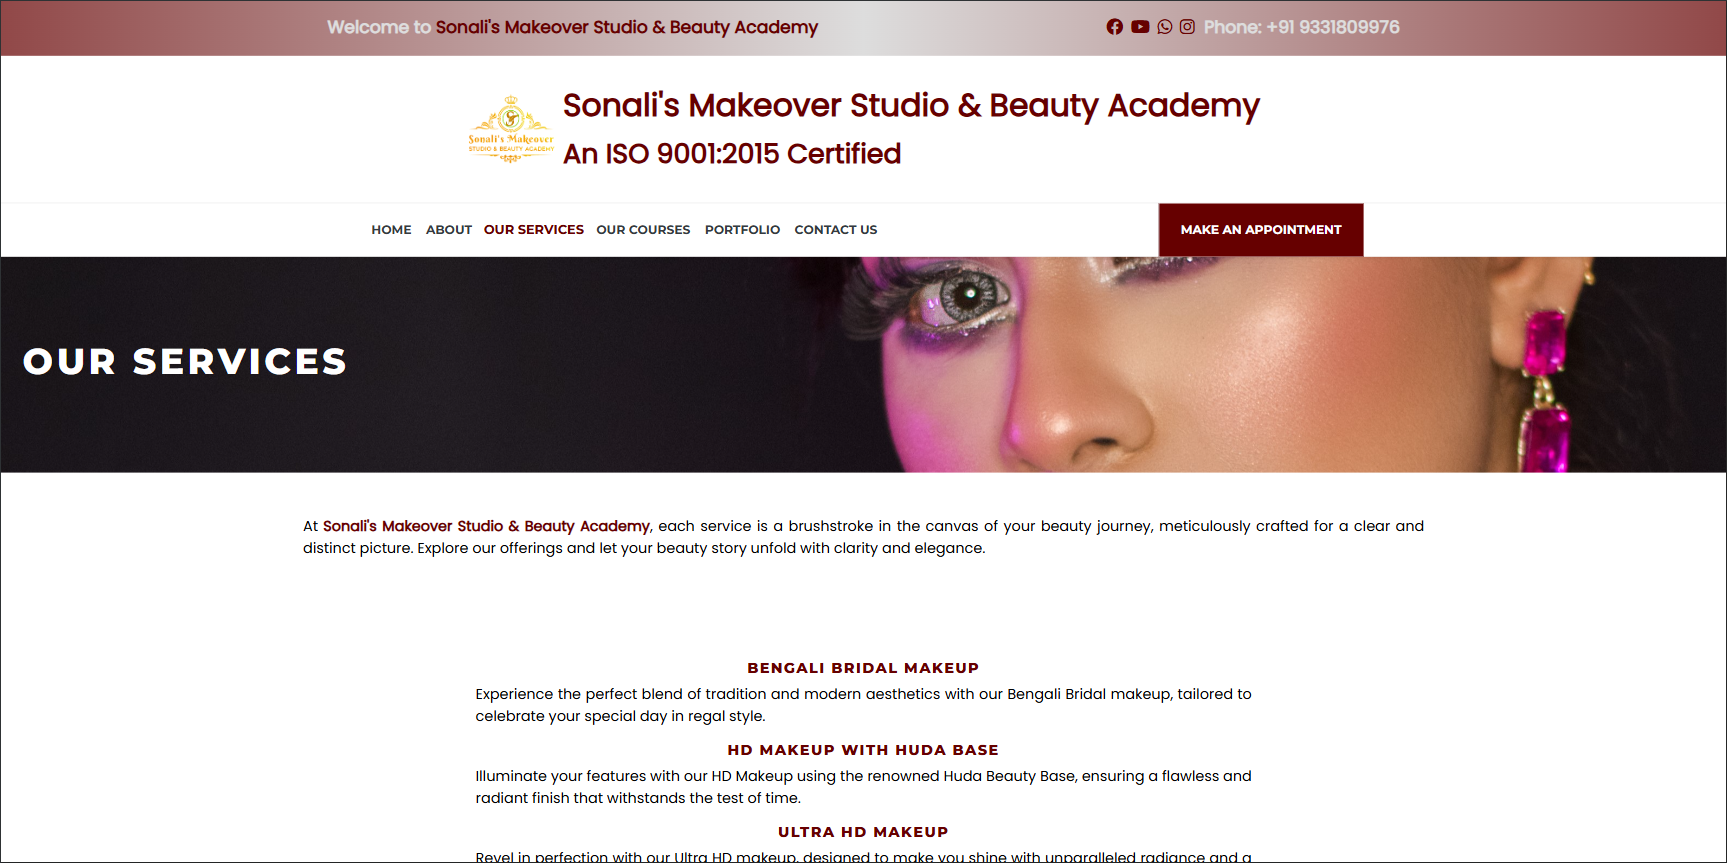 Welcome to Sonali's Makeover Studio & Beauty Academy
Phone: +91 9331809976
Sonali's Makeover
STUDIO & BEAUTY ACADEMY
Sonali's Makeover Studio & Beauty Academy
An ISO 9001:2015 Certified
HOME ABOUT OUR SERVICES OUR COURSES PORTFOLIO CONTACT US
MAKE AN APPOINTMENT
OUR SERVICES
At Sonali's Makeover Studio & Beauty Academy, each service is a brushstroke in the canvas of your beauty journey, meticulously crafted for a clear and
distinct picture. Explore our offerings and let your beauty story unfold with clarity and elegance.
BENGALI BRIDAL MAKEUP
Experience the perfect blend of tradition and modern aesthetics with our Bengali Bridal makeup, tailored to
celebrate your special day in regal style.
HD MAKEUP WITH HUDA BASE
Illuminate your features with our HD Makeup using the renowned Huda Beauty Base, ensuring a flawless and
radiant finish that withstands the test of time.
ULTRA HD MAKEUP
Revel in perfection with our Ultra HD makeup, designed to make you shine with unparalleled radiance and a